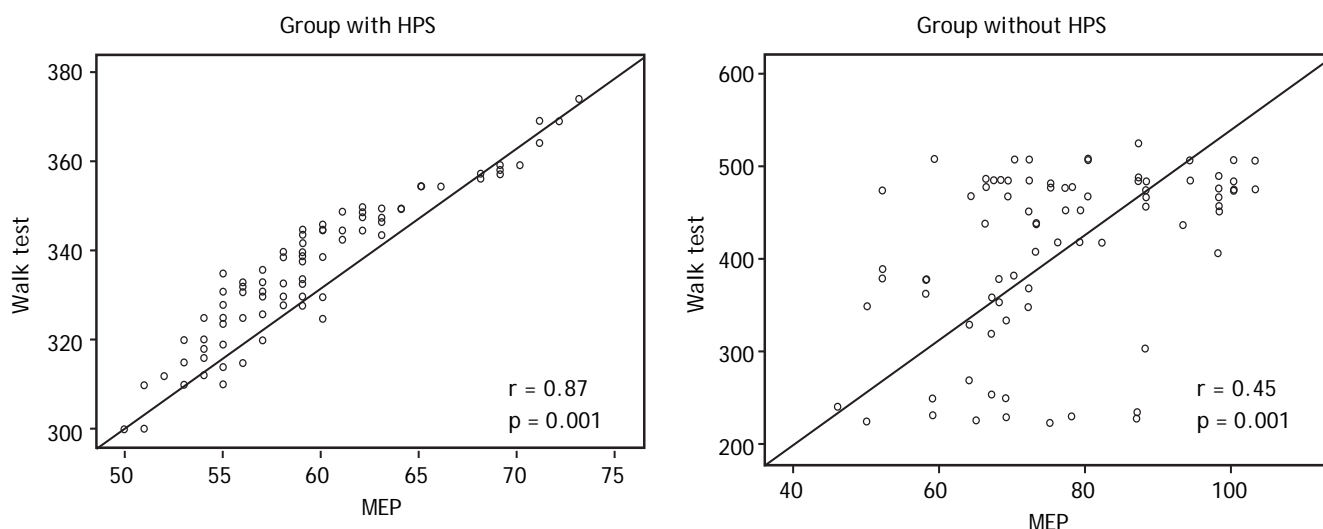 Group with HPS
380
360
340
320
300
Walk test
50 55 60 65 70 75
MEP
r = 0.87
p = 0.001
Group without HPS
600
500
400
300
200
Walk test
40 60 80 100
MEP
r = 0.45
p = 0.001